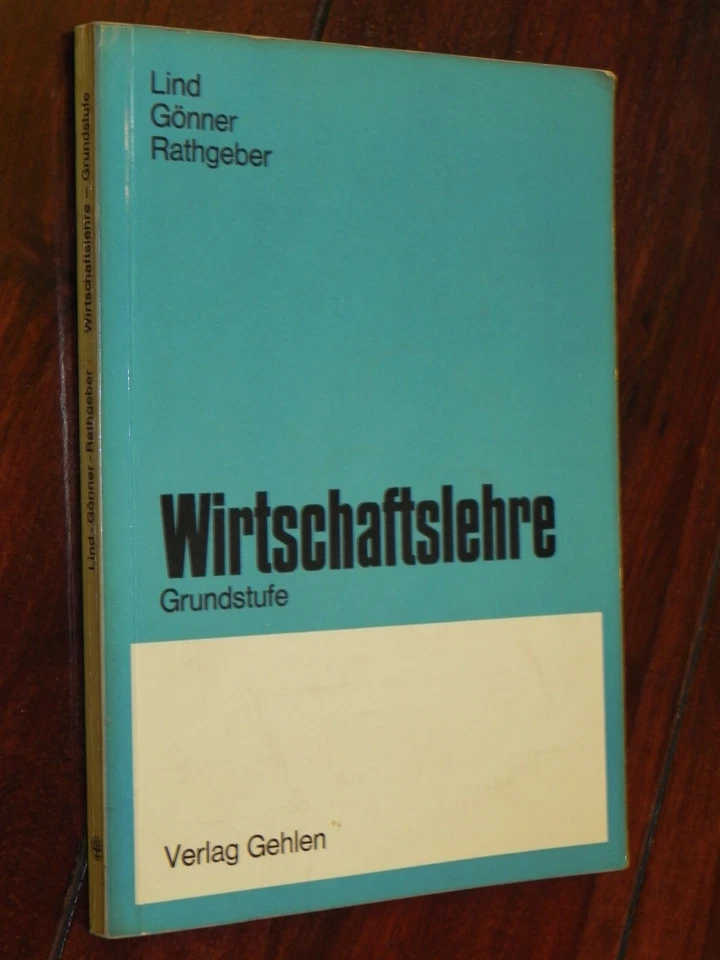 Lind
Gönner
Rathgeber
Wirtschaftslehre
Grundstufe
Verlag Gehlen
Lind · Gönner · Rathgeber Wirtschaftslehre — Grundstufe